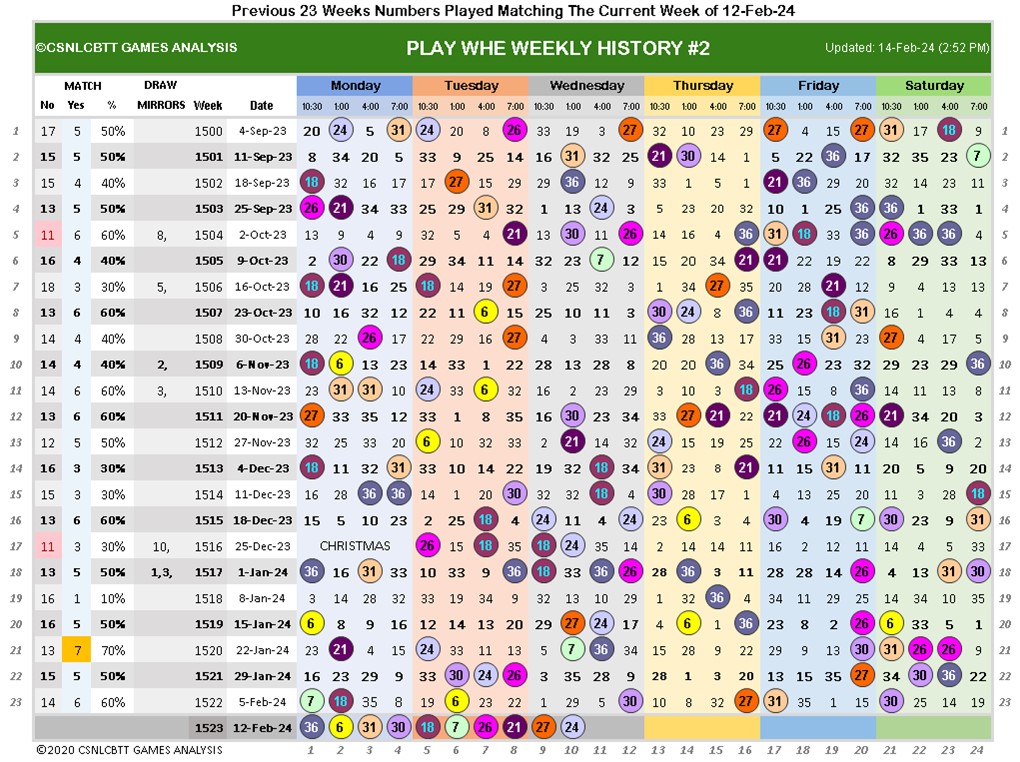 Previous 23 Weeks Numbers Played Matching The Current Week of 12-Feb-24
©CSNLCBTT GAMES ANALYSIS PLAY WHE WEEKLY HISTORY #2 Updated: 14-Feb-24 (2:52 PM)
MATCH DRAW Monday Tuesday Wednesday Thursday Friday Saturday
No Yes % MIRRORS Week Date 10:30 1:00 4:00 7:00 10:30 1:00 4:00 7:00 10:30 1:00 4:00 7:00 10:30 1:00 4:00 7:00 10:30 1:00 4:00 7:00 10:30 1:00 4:00 7:00
1 17 5 50% 1500 4-Sep-23 20 24 5 31 24 20 8 26 33 19 3 27 32 10 23 29 27 4 15 27 31 17 18 9 1
2 15 5 50% 1501 11-Sep-23 8 34 20 5 33 9 25 14 16 31 32 25 21 30 14 1 5 22 36 17 32 35 23 7 2
3 15 4 40% 1502 18-Sep-23 18 32 16 17 17 27 15 29 29 36 12 9 33 1 5 1 21 36 29 20 32 14 23 11 3
4 13 5 50% 1503 25-Sep-23 26 21 34 33 25 29 31 32 1 13 24 3 5 23 20 32 10 1 25 36 36 1 33 1 4
5 11 6 60% 8, 1504 2-Oct-23 13 9 4 9 32 5 4 21 13 30 11 26 14 16 4 36 31 18 33 36 26 36 36 4 5
6 16 4 40% 1505 9-Oct-23 2 30 22 18 29 34 11 14 11 32 7 12 15 20 34 21 21 22 19 22 8 29 33 13 6
7 18 3 30% 5, 1506 16-Oct-23 18 21 16 25 18 14 19 27 3 25 32 3 1 34 27 35 20 34 21 12 9 4 13 13 7
8 13 6 60% 1507 23-Oct-23 10 16 32 12 22 11 6 15 25 10 11 3 30 24 8 36 11 23 18 31 16 1 4 4 8
9 14 4 40% 1508 30-Oct-23 28 22 26 17 22 29 16 27 4 3 33 11 36 28 13 17 33 15 31 9 27 4 17 5 9
10 14 4 40% 2, 1509 6-Nov-23 18 6 13 23 14 33 1 22 28 13 28 8 20 20 36 34 25 26 23 32 29 23 29 36 10
11 14 6 60% 3, 1510 13-Nov-23 23 31 31 10 24 33 6 32 16 2 23 29 11 3 3 18 26 15 8 36 11 10 9 11 11
12 13 6 60% 1511 20-Nov-23 27 33 35 12 33 1 8 35 16 30 23 34 33 27 21 22 21 24 18 26 21 34 20 3 12
13 12 5 50% 1512 27-Nov-23 32 25 33 20 6 10 32 33 2 21 14 32 24 15 19 25 32 26 15 24 14 16 36 2 13
14 16 3 30% 1513 4-Dec-23 18 11 32 31 33 10 14 22 19 32 18 34 31 23 8 21 11 15 31 11 20 5 9 20 14
15 15 3 30% 1514 11-Dec-23 16 28 36 36 14 1 20 30 32 32 18 4 30 28 17 1 4 13 25 20 11 3 28 18 15
16 13 6 60% 1515 18-Dec-23 15 5 10 23 2 25 18 4 24 11 4 24 23 6 3 4 30 4 19 7 30 23 9 31 16
17 11 3 30% 10, 1516 25-Dec-23 CHRISTMAS 26 15 18 35 18 24 35 14 2 14 14 11 16 2 12 11 14 4 5 33 17
18 13 5 50% 1,3, 1517 1-Jan-24 36 16 31 33 10 33 9 36 18 33 36 26 28 36 3 11 28 28 14 26 4 13 31 30 18
19 16 1 10% 1518 8-Jan-24 3 14 28 32 33 19 34 9 32 13 10 29 1 4 36 4 34 11 29 25 14 34 10 35 19
20 16 5 50% 1519 15-Jan-24 6 8 9 16 12 14 13 20 29 27 24 17 4 6 1 36 23 8 2 26 6 33 5 1 20
21 13 7 70% 1520 22-Jan-24 23 21 4 15 24 33 11 13 5 7 36 34 15 28 9 22 29 9 13 30 31 26 26 9 21
22 15 5 50% 1521 29-Jan-24 16 23 29 9 33 30 24 26 9 33 22 33 28 1 3 20 13 15 35 27 34 30 36 22 22
23 14 6 60% 1522 5-Feb-24 7 18 35 8 15 6 23 22 12 28 5 30 10 8 32 27 31 35 1 15 30 25 14 19 23
1523 12-Feb-24 36 6 31 30 18 7 26 21 27 24
©2020 CSNLCBTT GAMES ANALYSIS 1 2 3 4 5 6 7 8 9 10 11 12 13 14 15 16 17 18 19 20 21 22 23 24